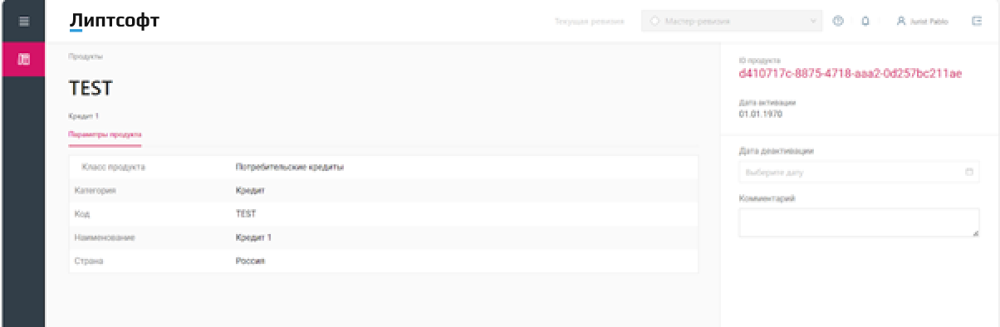 Липтсофт
Текущая ревизия
Мастер-ревизия
Jurist Pablo
Продукты
TEST
Кредит 1
Параметры продукта
Класс продукта Потребительские кредиты
Категория Кредит
Код TEST
Наименование Кредит 1
Страна Россия
ID продукта
d410717c-8875-4718-aaa2-0d257bc211ae
Дата активации
01.01.1970
Дата деактивации
Выберите дату
Комментарий